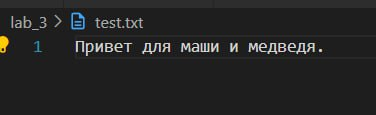 lab_3 > test.txt
1 Привет для маши и медведя.